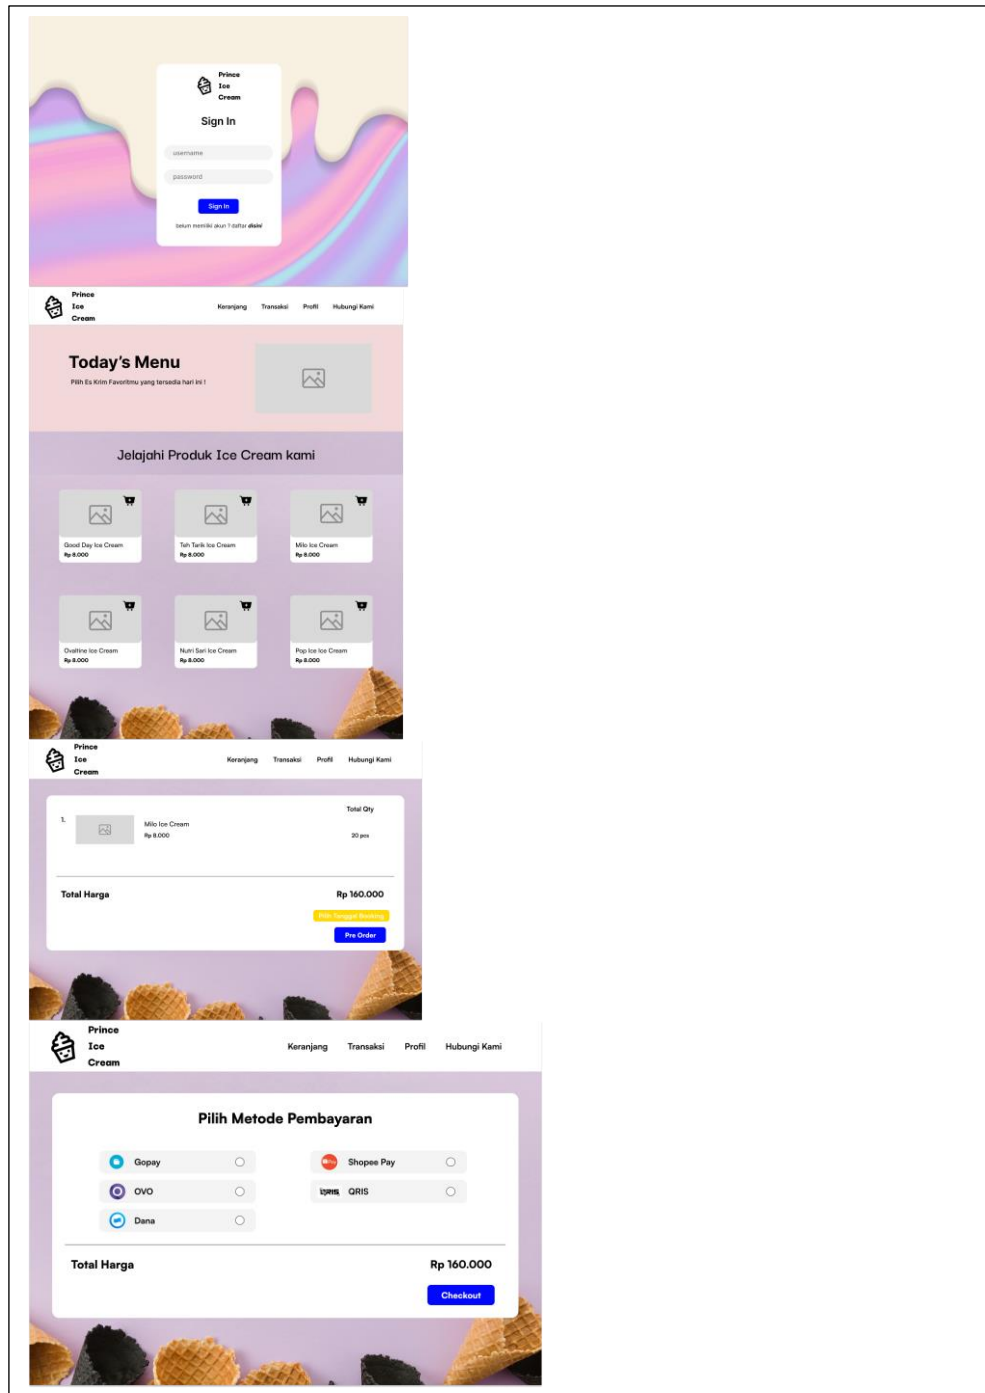 Prince
Ice
Cream
Sign In
username
password
Sign In
belum memiliki akun ? daftar disini
Prince
Ice
Cream
Keranjang Transaksi Profil Hubungi Kami
Today's Menu
Pilih Es Krim Favoritmu yang tersedia hari ini !
Jelajahi Produk Ice Cream kami
Good Day Ice Cream Teh Tarik Ice Cream Milo Ice Cream
Rp 8.000 Rp 8.000 Rp 8.000
Ovaltine Ice Cream Nutri Sari Ice Cream Pop Ice Ice Cream
Rp 8.000 Rp 8.000 Rp 8.000
Prince
Ice
Cream
Keranjang Transaksi Profil Hubungi Kami
Total Qty
1.
Milo Ice Cream
Rp 8.000 20 pcs
Total Harga Rp 160.000
Pilih Tanggal Booking
Pre Order
Prince
Ice
Cream
Keranjang Transaksi Profil Hubungi Kami
Pilih Metode Pembayaran
Gopay Shopee Pay
OVO QRIS QRIS
Dana
Total Harga Rp 160.000
Checkout